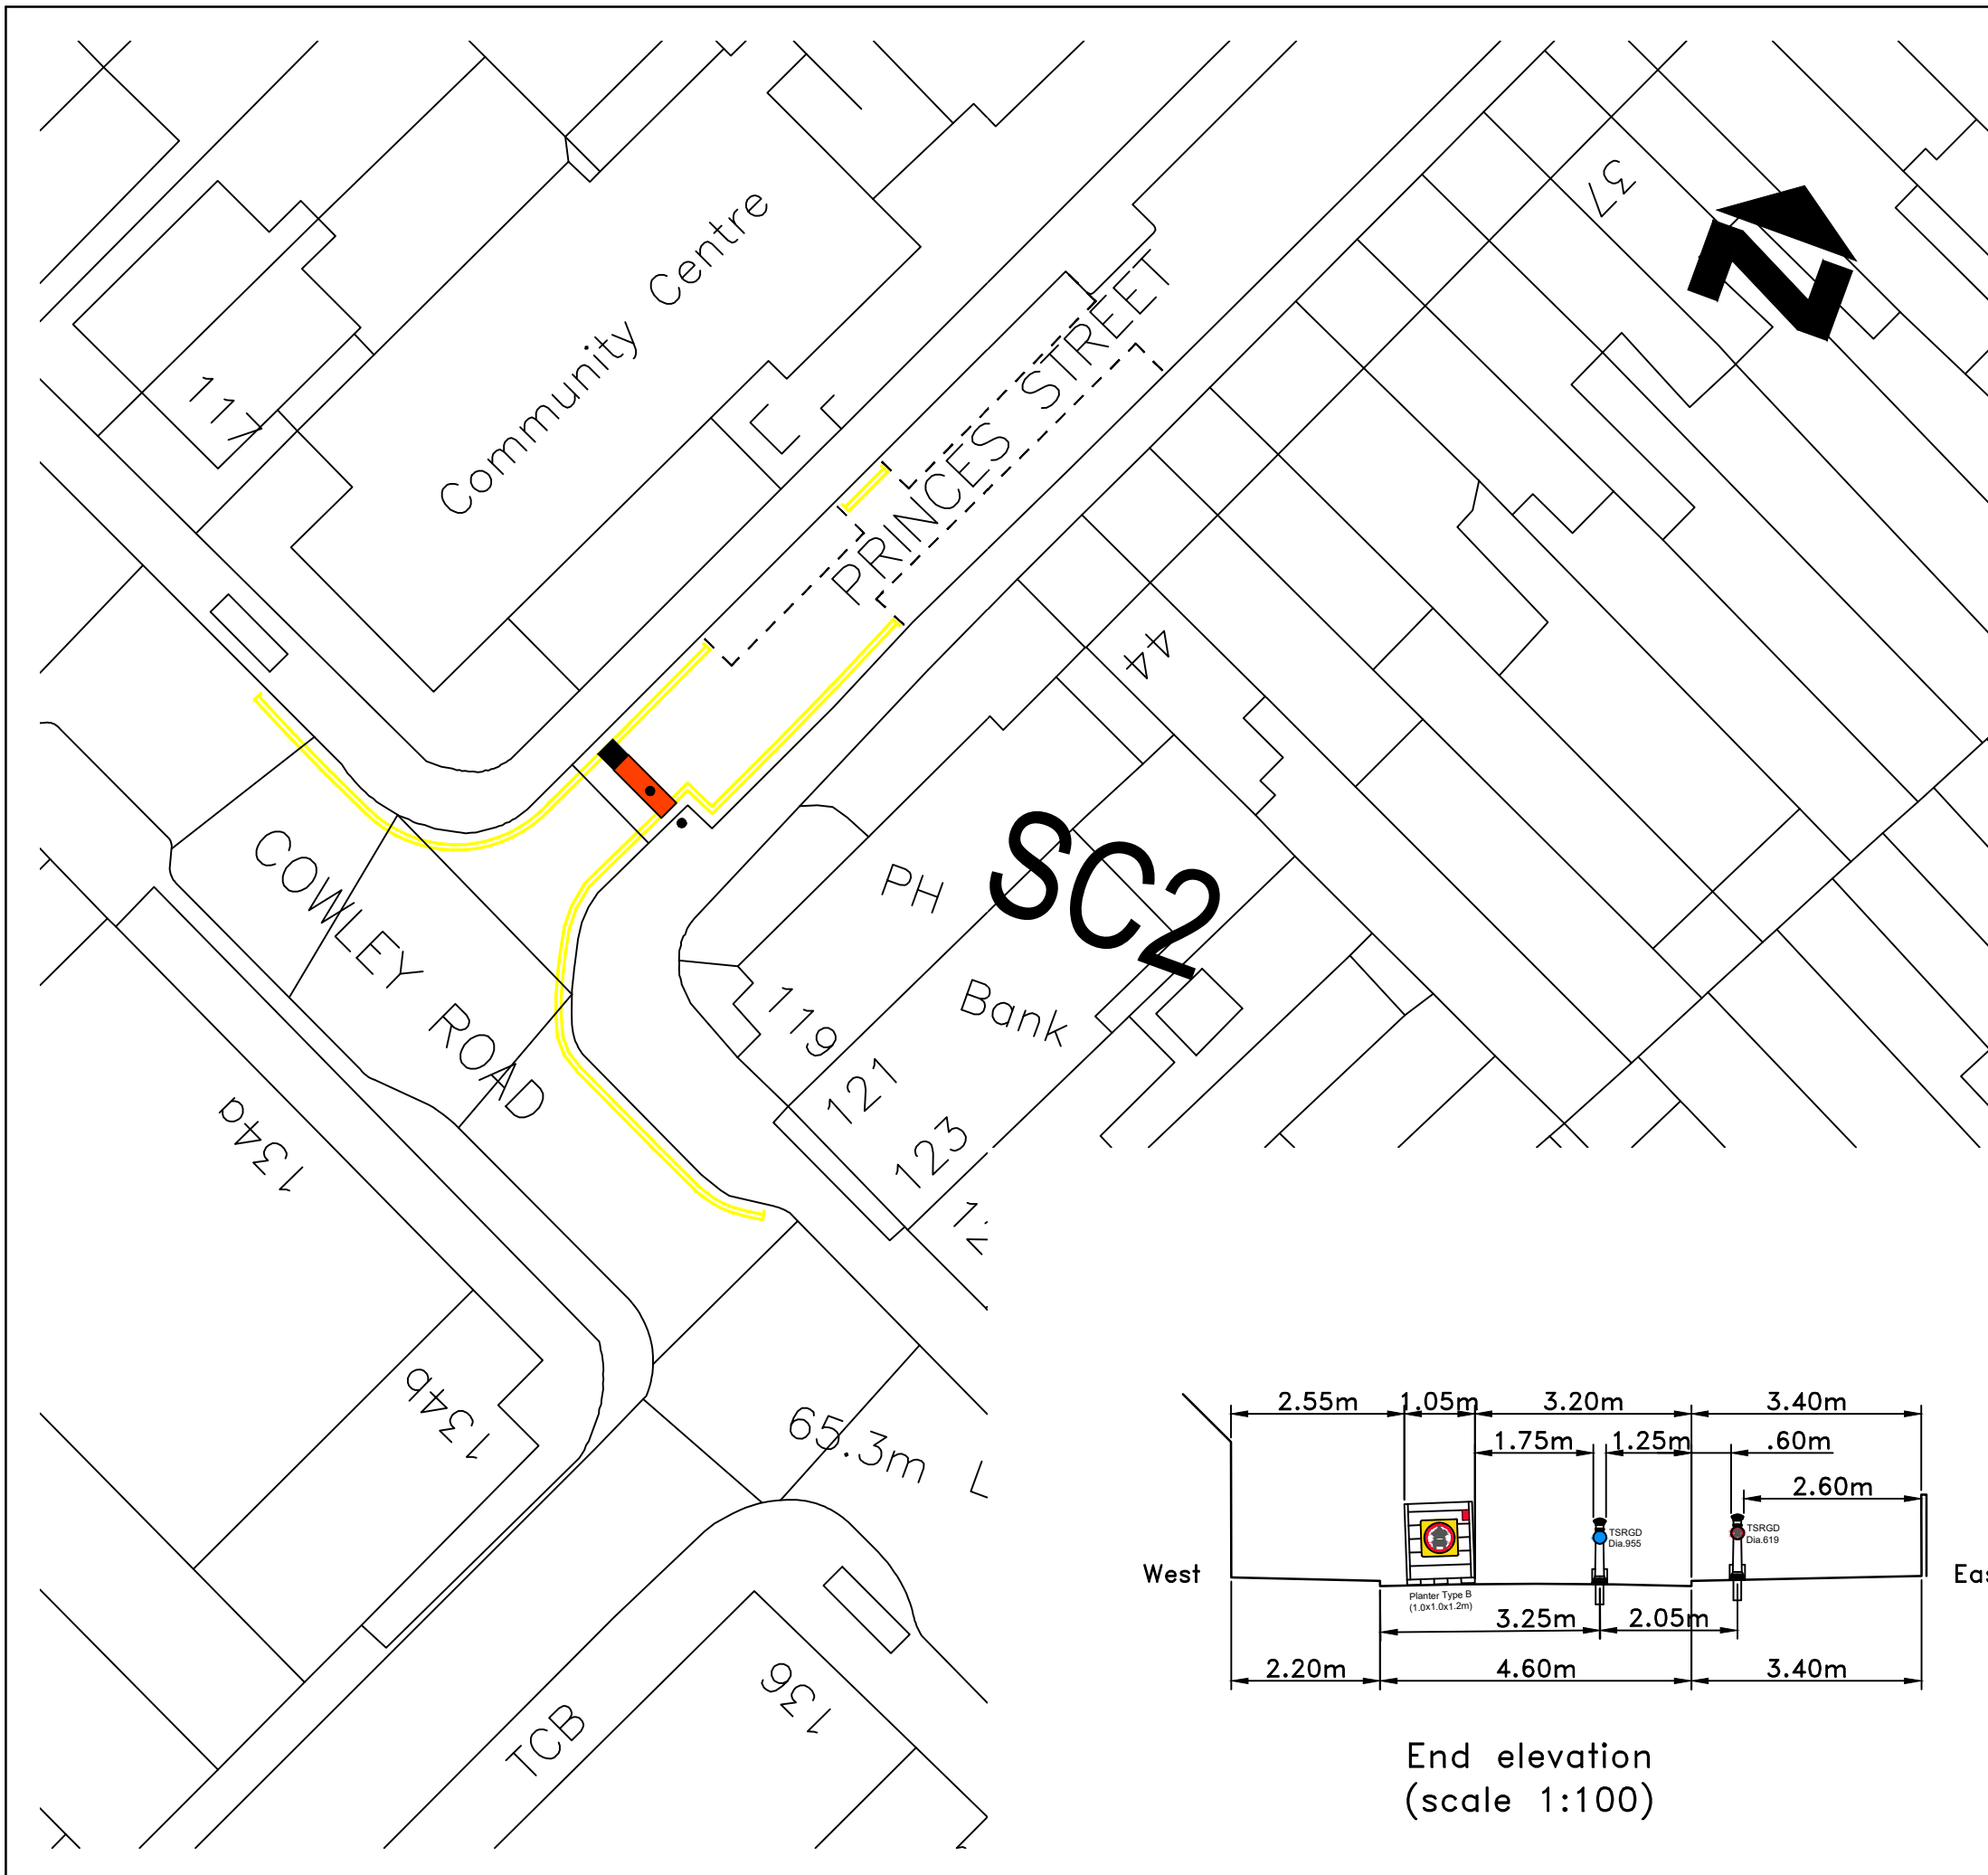 37
N
Community Centre
117
PRINCES STREET
44
SC2
PH
Bank
COWLEY ROAD
119
121
123
134a
134b
65.3m
L
136
TCB
2.55m 1.05m 3.20m 3.40m
1.75m 1.25m .60m
2.60m
TSRGD
Dia.955
TSRGD
Dia.619
West
Planter Type B
(1.0x1.0x1.2m)
3.25m 2.05m
2.20m 4.60m 3.40m
End elevation
(scale 1:100)